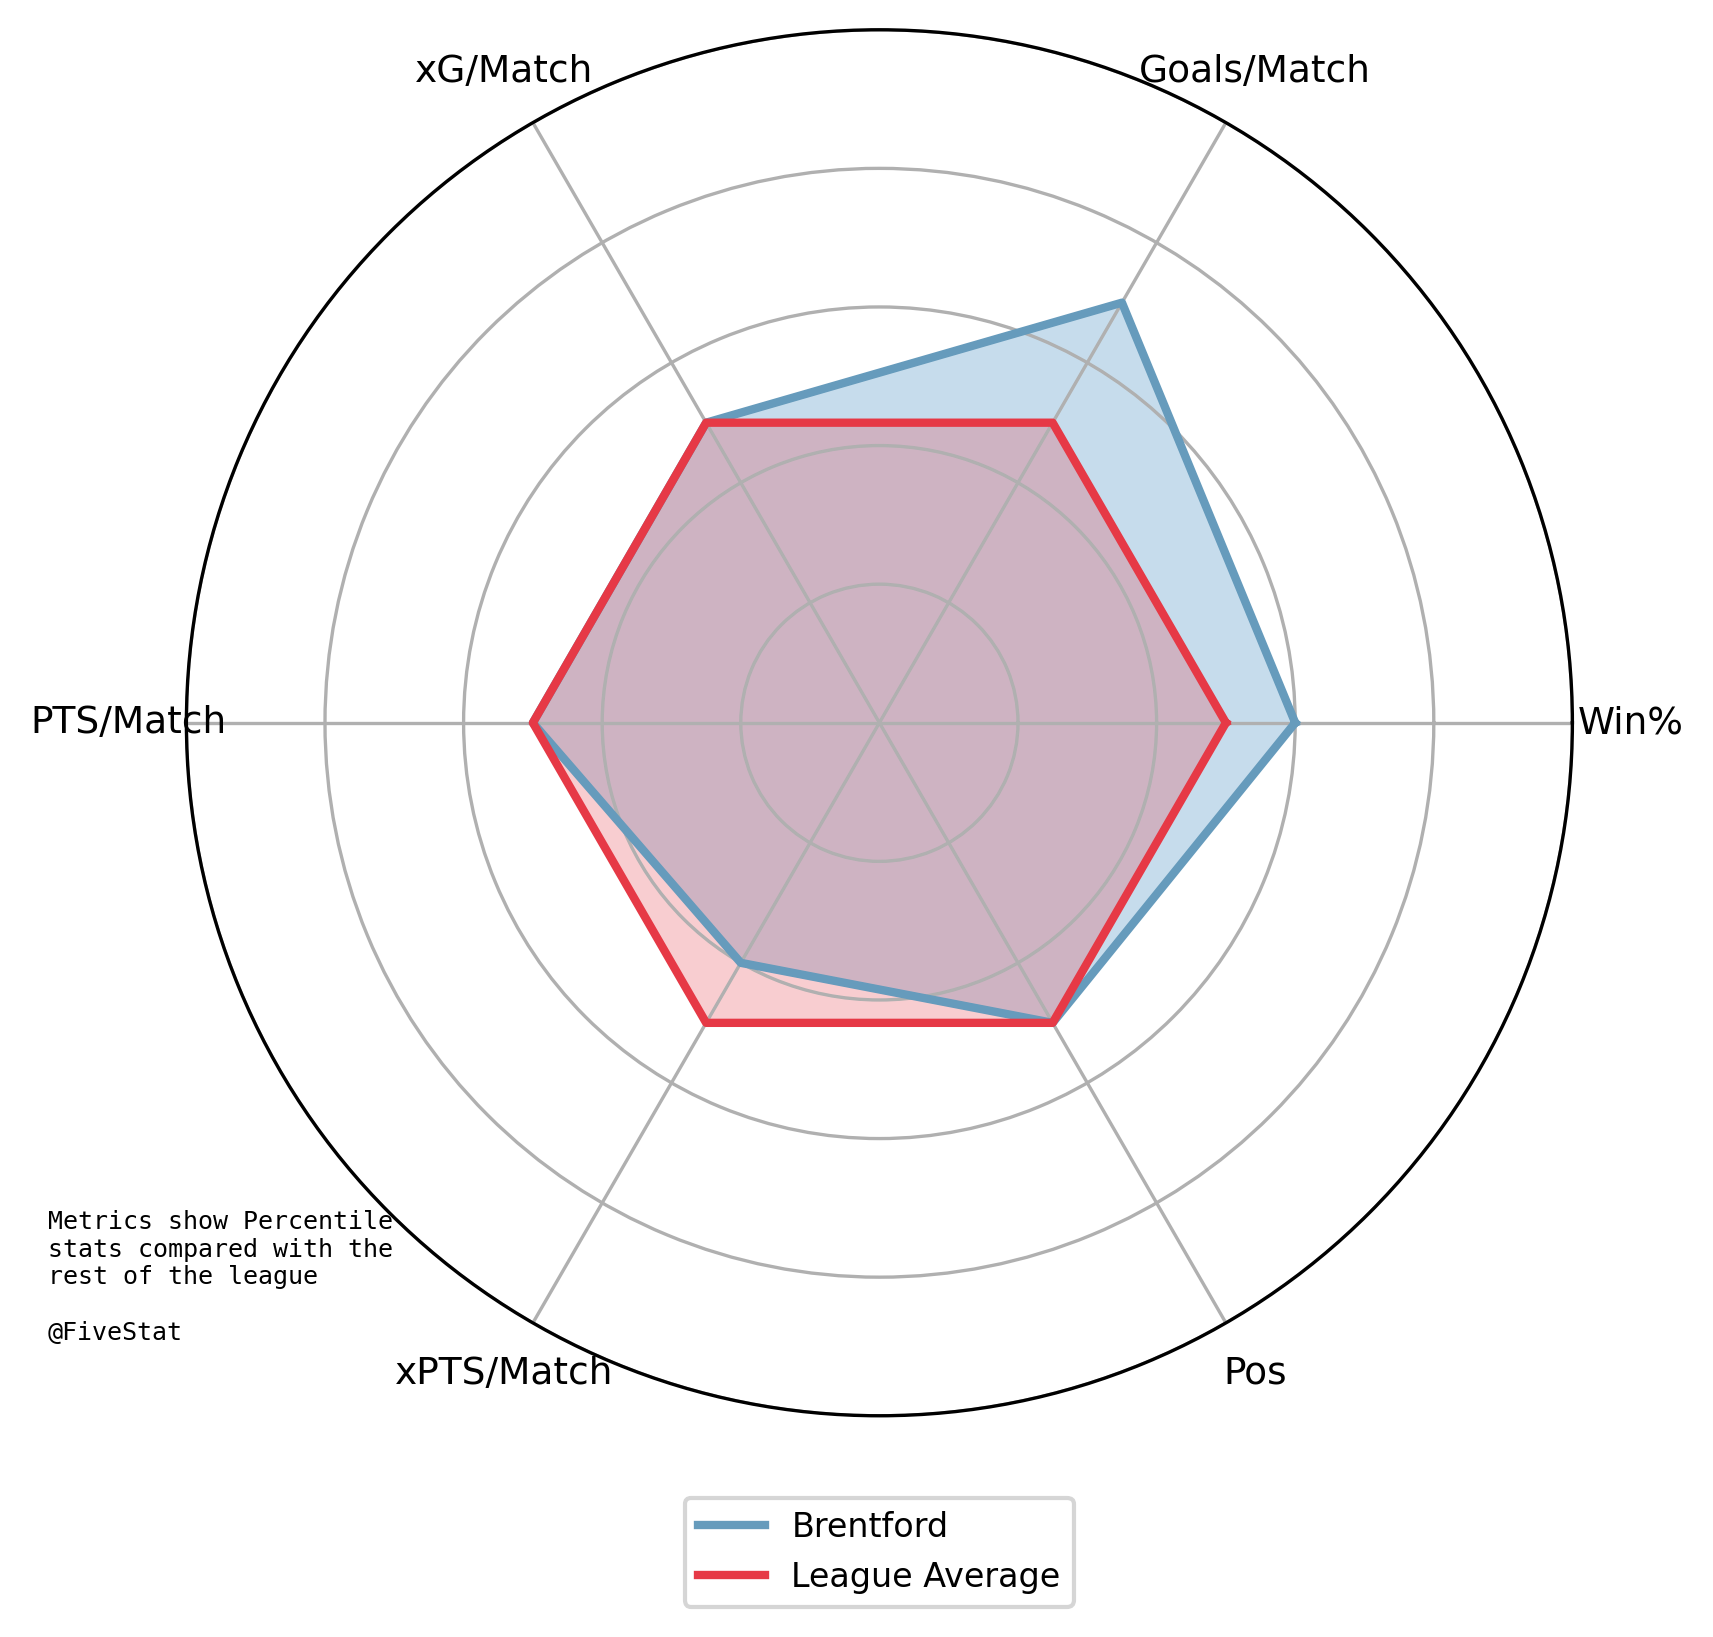 xG/Match
Goals/Match
PTS/Match
Win%
Metrics show Percentile
stats compared with the
rest of the league
@FiveStat
xPTS/Match
Pos
Brentford
League Average